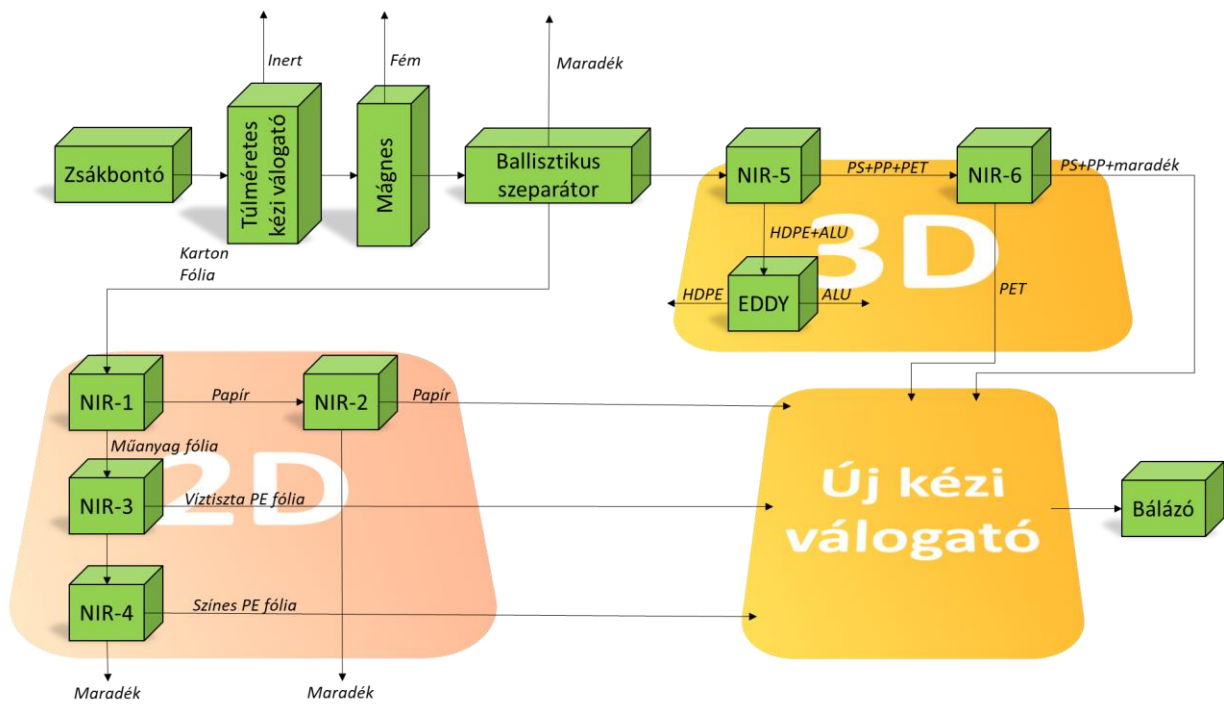 Inert
Fém
Maradék
Zsákbontó
Túlméretes
kézi válogató
Mágnes
Ballisztikus
szeparátor
NIR-5
PS+PP+PET
NIR-6
PS+PP+maradék
Karton
Fólia
HDPE+ALU
3D
HDPE
EDDY
ALU
PET
NIR-1
Papír
NIR-2
Papír
Műanyag fólia
2D
NIR-3
Víztiszta PE fólia
Új kézi
válogató
Bálázó
NIR-4
Színes PE fólia
Maradék
Maradék